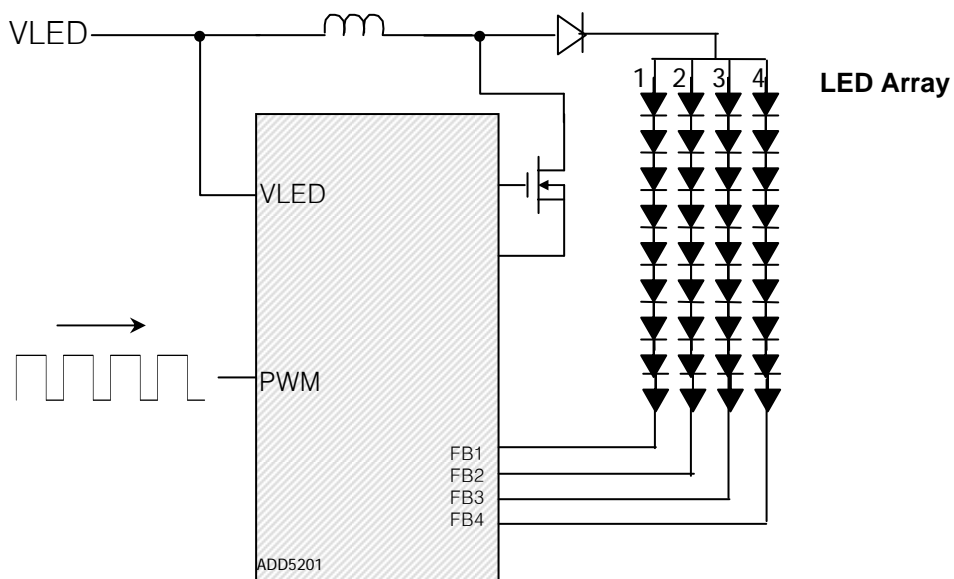 VLED
1 2 3 4
LED Array
VLED
PWM
FB1
FB2
FB3
FB4
ADD5201